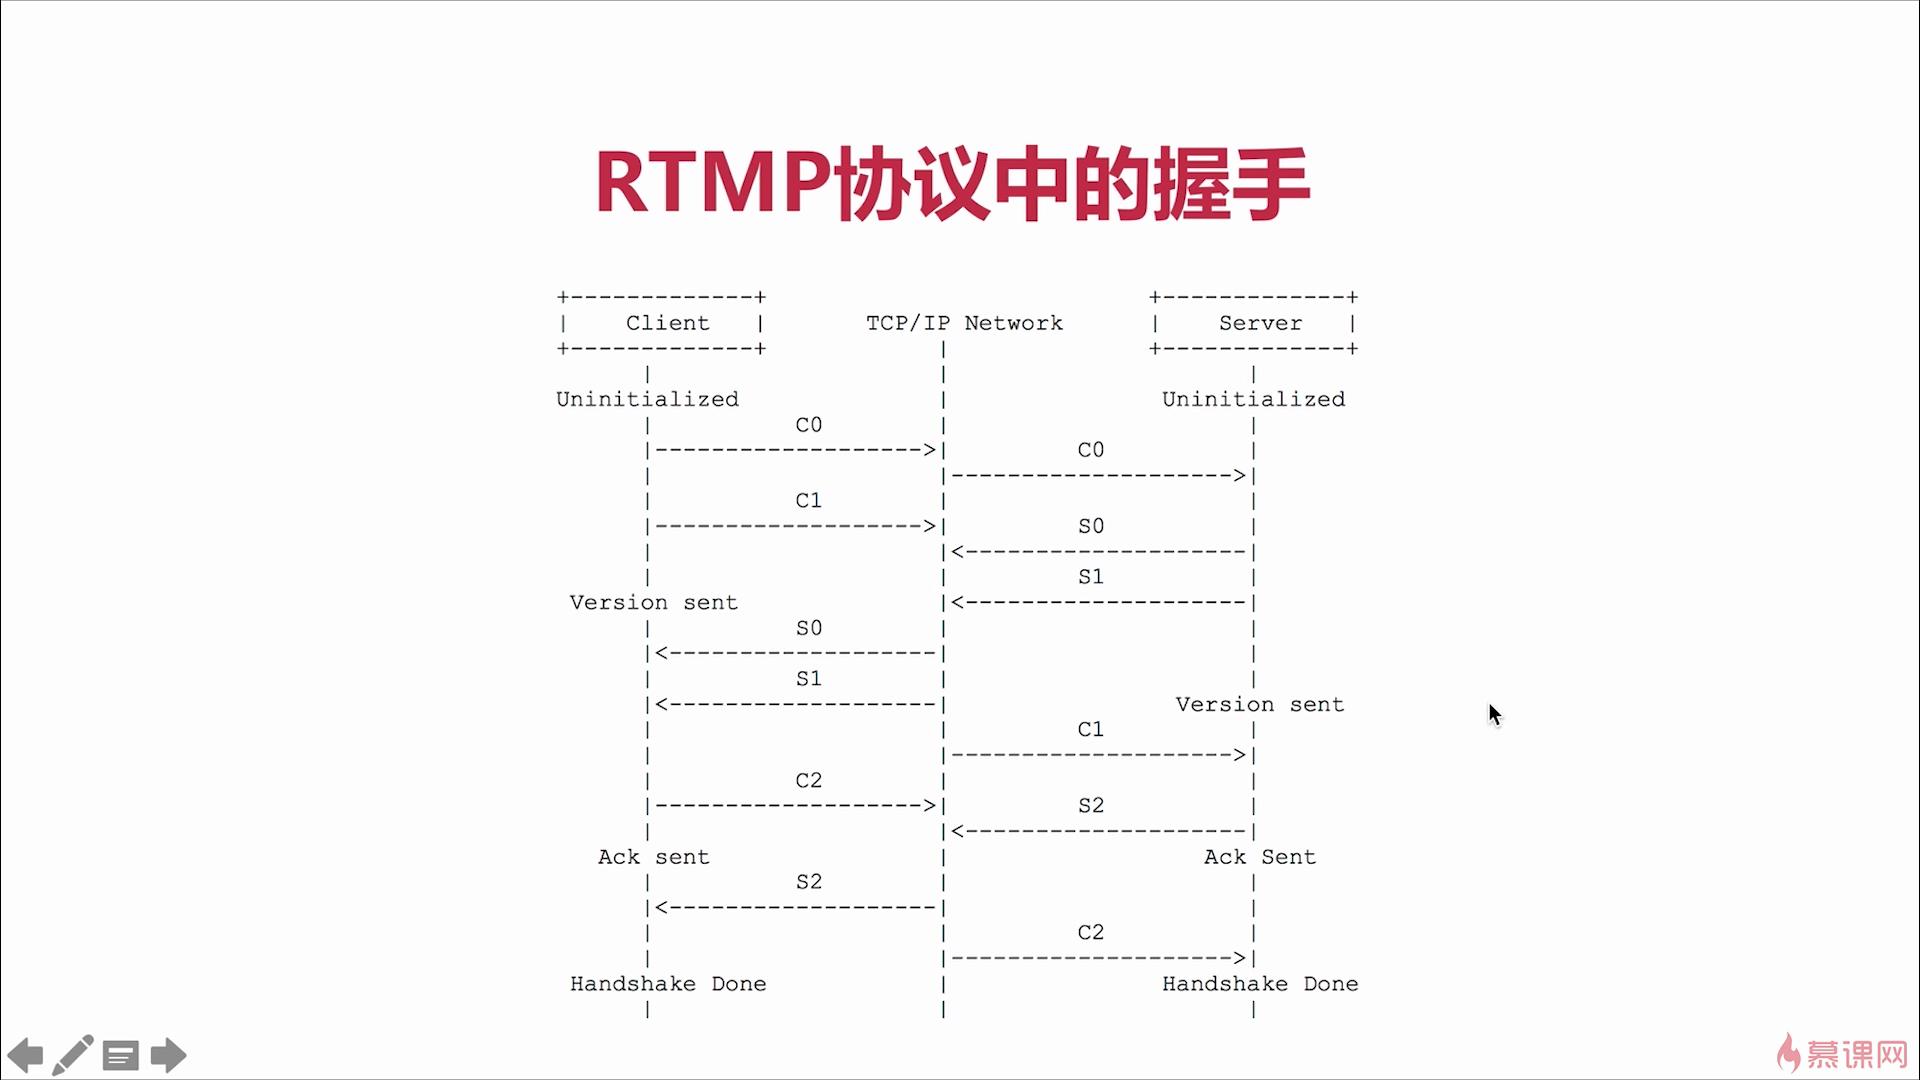 RTMP协议中的握手
+-------------+ +-------------+
| Client | TCP/IP Network | Server |
+-------------+ | +-------------+
| | |
Uninitialized | Uninitialized
| C0 | |
|------------------->| C0 |
| |-------------------->|
| C1 | |
|------------------->| S0 |
| |<--------------------|
| | S1 |
Version sent |<--------------------|
| S0 | |
|<-------------------| |
| S1 | |
|<-------------------| Version sent
| | C1 |
| |-------------------->|
| C2 | |
|------------------->| S2 |
| |<--------------------|
Ack sent | Ack Sent
| S2 | |
|<-------------------| |
| | C2 |
| |-------------------->|
Handshake Done | Handshake Done
| | |
慕课网